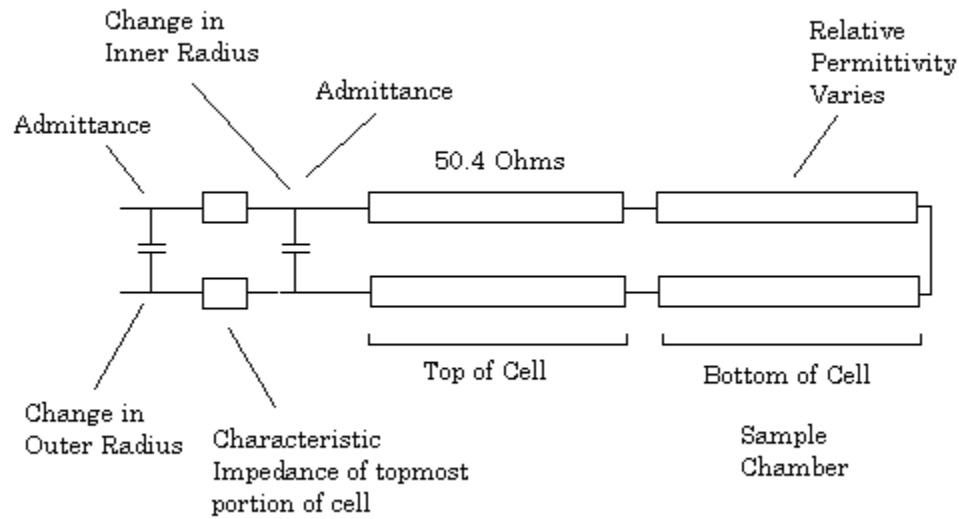 Change in
Inner Radius
Relative
Permittivity
Varies
Admittance
Admittance
50.4 Ohms
Top of Cell
Bottom of Cell
Change in
Outer Radius
Characteristic
Impedance of topmost
portion of cell
Sample
Chamber